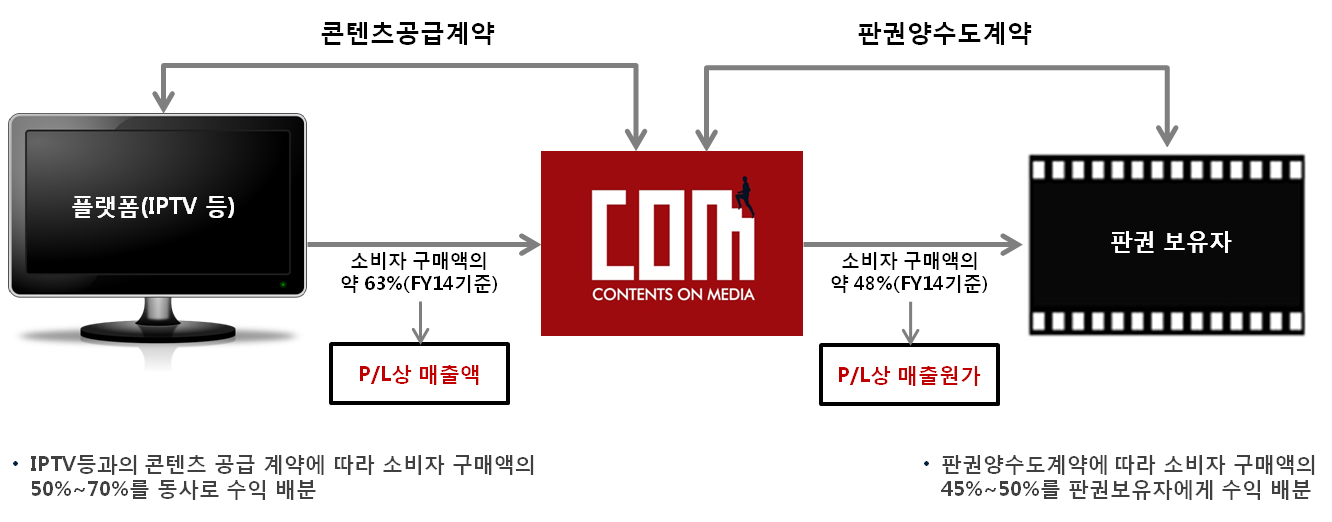 콘텐츠공급계약
판권양수도계약
플랫폼(IPTV 등)
COM
CONTENTS ON MEDIA
판권 보유자
소비자 구매액의
약 63%(FY14기준)
소비자 구매액의
약 48%(FY14기준)
P/L상 매출액
P/L상 매출원가
• IPTV등과의 콘텐츠 공급 계약에 따라 소비자 구매액의
50%~70%를 동사로 수익 배분
• 판권양수도계약에 따라 소비자 구매액의
45%~50%를 판권보유자에게 수익 배분